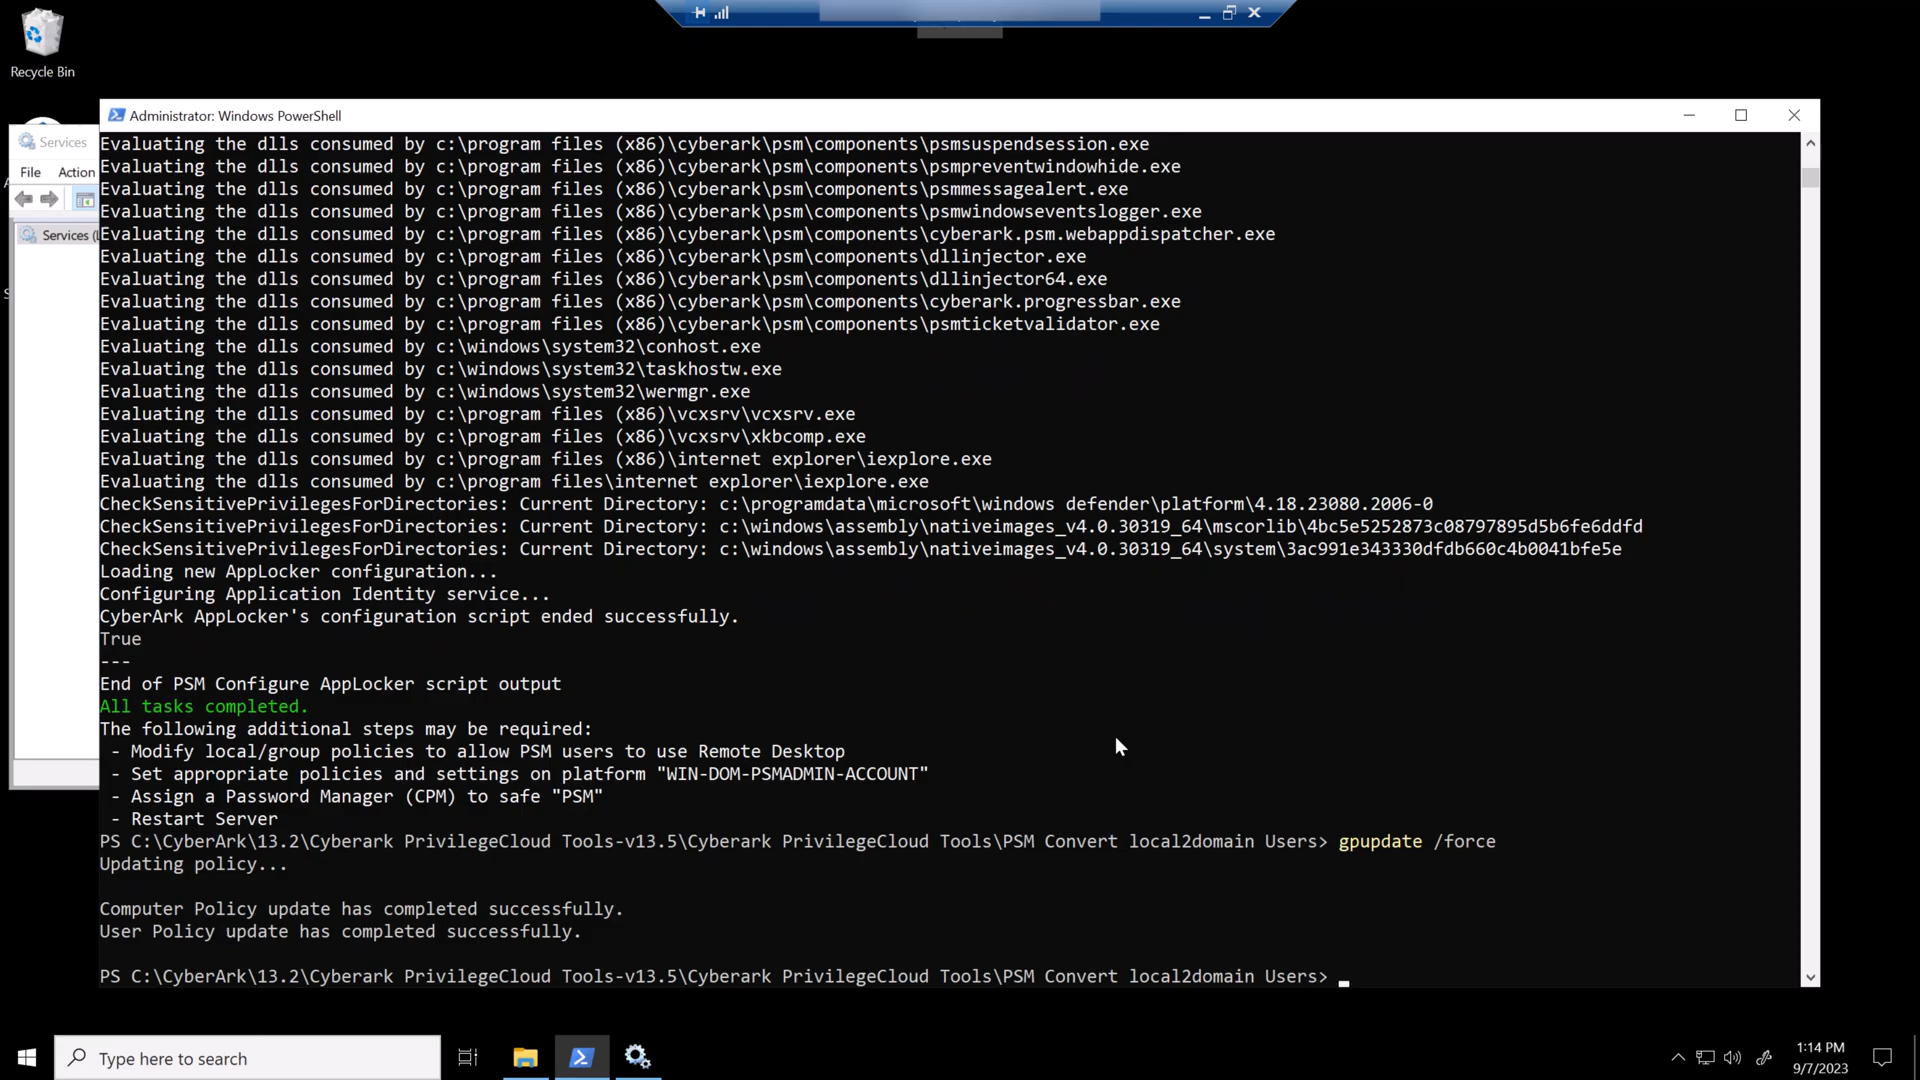 Recycle Bin
Administrator: Windows PowerShell
Services
File Action
Services (
Evaluating the dlls consumed by c:\program files (x86)\cyberark\psm\components\psmsuspendsession.exe
Evaluating the dlls consumed by c:\program files (x86)\cyberark\psm\components\psmpreventwindowhide.exe
Evaluating the dlls consumed by c:\program files (x86)\cyberark\psm\components\psmmessagealert.exe
Evaluating the dlls consumed by c:\program files (x86)\cyberark\psm\components\psmwindowseventslogger.exe
Evaluating the dlls consumed by c:\program files (x86)\cyberark\psm\components\cyberark.psm.webappdispatcher.exe
Evaluating the dlls consumed by c:\program files (x86)\cyberark\psm\components\dllinjector.exe
Evaluating the dlls consumed by c:\program files (x86)\cyberark\psm\components\dllinjector64.exe
Evaluating the dlls consumed by c:\program files (x86)\cyberark\psm\components\cyberark.progressbar.exe
Evaluating the dlls consumed by c:\program files (x86)\cyberark\psm\components\psmticketvalidator.exe
Evaluating the dlls consumed by c:\windows\system32\conhost.exe
Evaluating the dlls consumed by c:\windows\system32\taskhostw.exe
Evaluating the dlls consumed by c:\windows\system32\wermgr.exe
Evaluating the dlls consumed by c:\program files (x86)\vcxsrv\vcxsrv.exe
Evaluating the dlls consumed by c:\program files (x86)\vcxsrv\xkbcomp.exe
Evaluating the dlls consumed by c:\program files (x86)\internet explorer\iexplore.exe
Evaluating the dlls consumed by c:\program files\internet explorer\iexplore.exe
CheckSensitivePrivilegesForDirectories: Current Directory: c:\programdata\microsoft\windows defender\platform\4.18.23080.2006-0
CheckSensitivePrivilegesForDirectories: Current Directory: c:\windows\assembly\nativeimages_v4.0.30319_64\mscorlib\4bc5e5252873c08797895d5b6fe6ddfd
CheckSensitivePrivilegesForDirectories: Current Directory: c:\windows\assembly\nativeimages_v4.0.30319_64\system\3ac991e343330dfdb660c4b0041bfe5e
Loading new AppLocker configuration...
Configuring Application Identity service...
CyberArk AppLocker's configuration script ended successfully.
True
---
End of PSM Configure AppLocker script output
All tasks completed.
The following additional steps may be required:
- Modify local/group policies to allow PSM users to use Remote Desktop
- Set appropriate policies and settings on platform "WIN-DOM-PSMADMIN-ACCOUNT"
- Assign a Password Manager (CPM) to safe "PSM"
- Restart Server
PS C:\CyberArk\13.2\Cyberark PrivilegeCloud Tools-v13.5\Cyberark PrivilegeCloud Tools\PSM Convert local2domain Users> gpupdate /force
Updating policy...
Computer Policy update has completed successfully.
User Policy update has completed successfully.
PS C:\CyberArk\13.2\Cyberark PrivilegeCloud Tools-v13.5\Cyberark PrivilegeCloud Tools\PSM Convert local2domain Users>
Type here to search
1:14 PM
9/7/2023